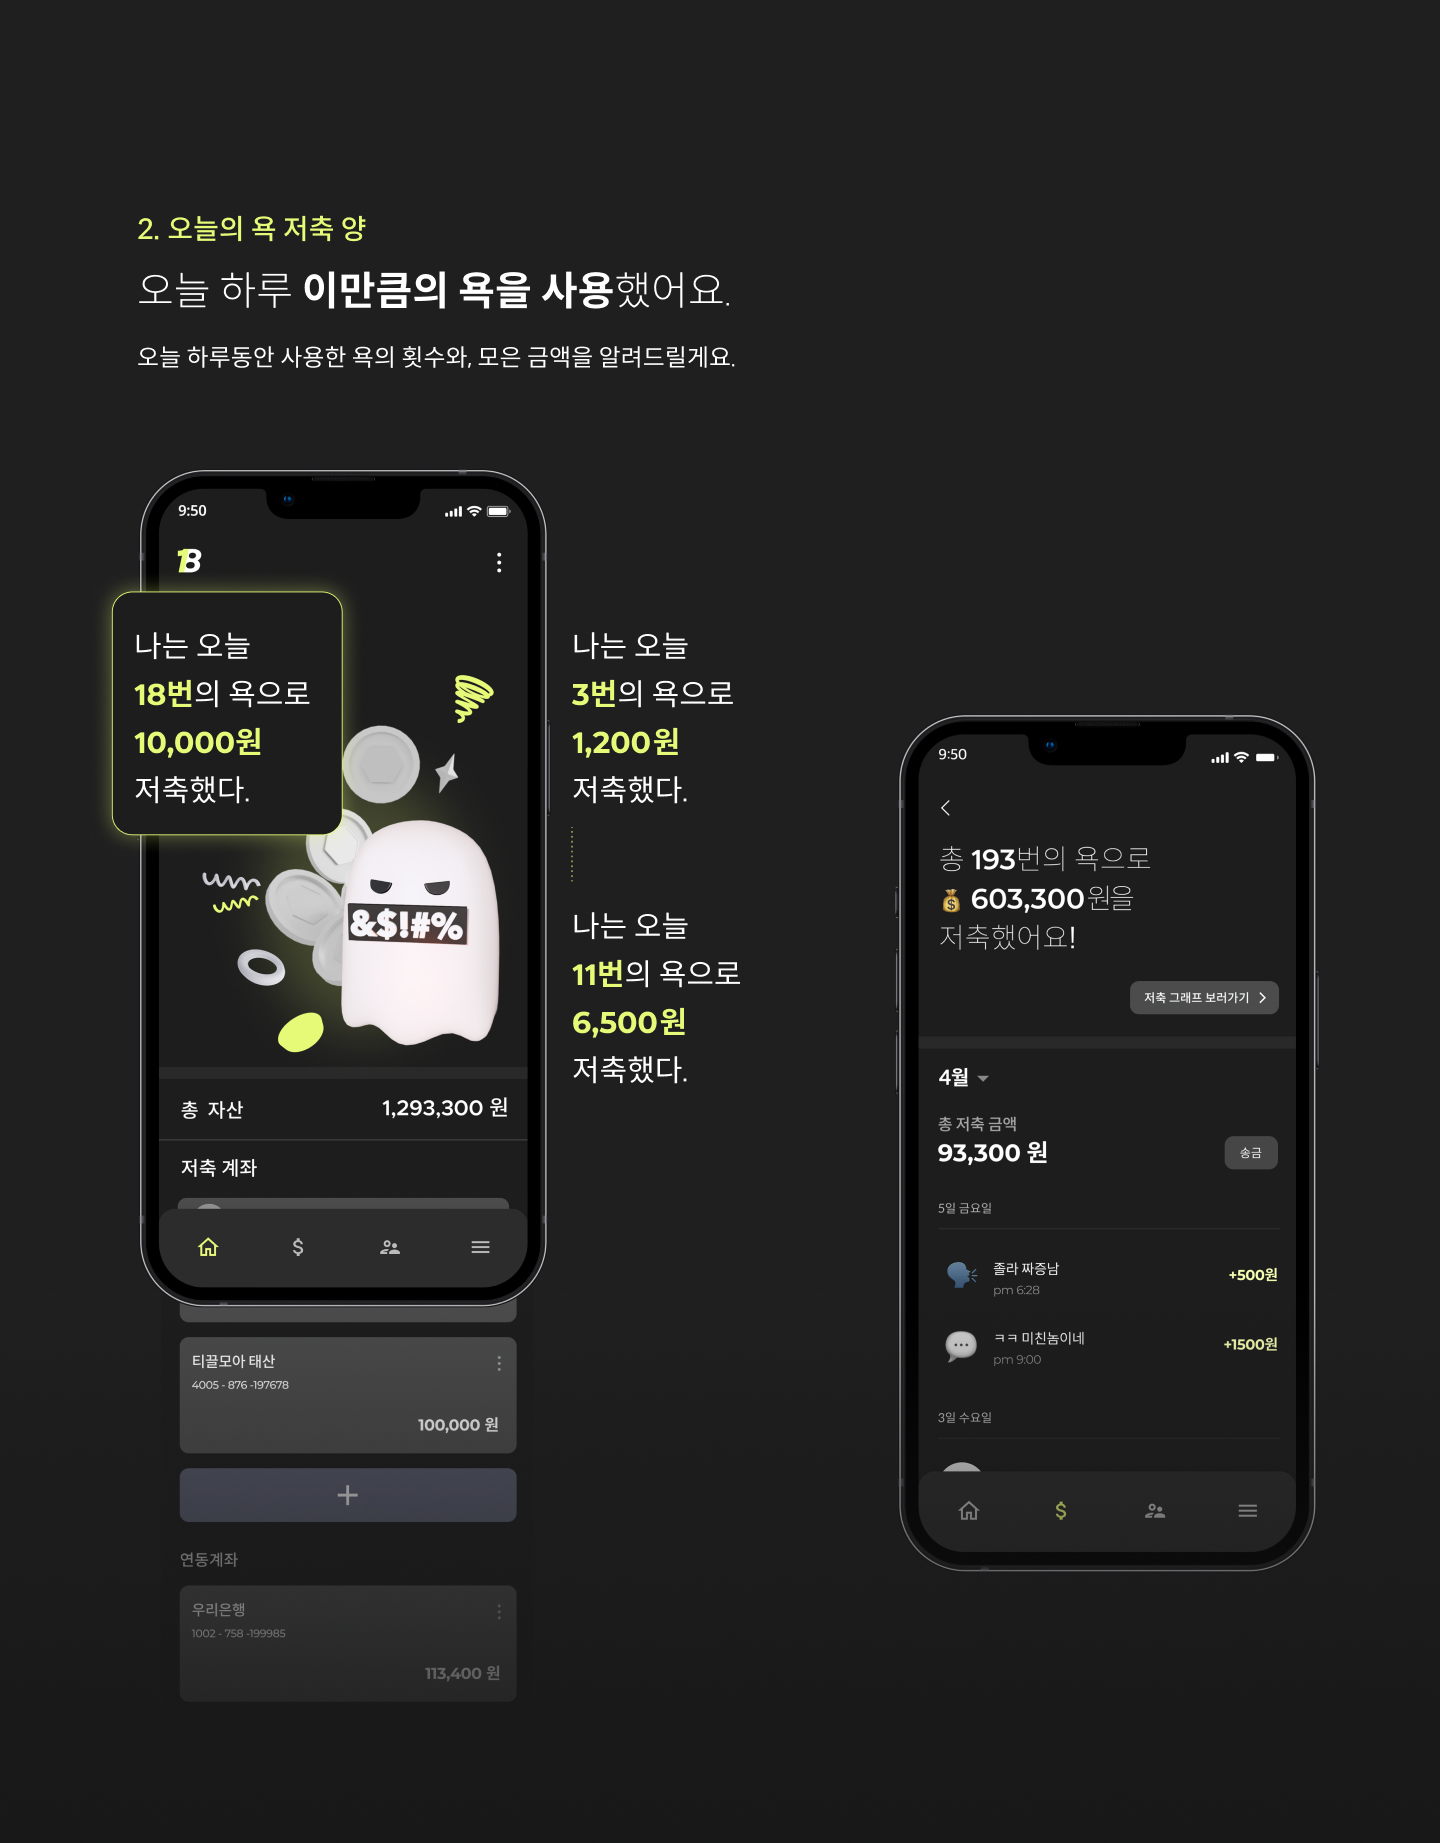 2. 오늘의 욕 저축 양
오늘 하루 이만큼의 욕을 사용했어요.
오늘 하루동안 사용한 욕의 횟수와, 모은 금액을 알려드릴게요.
9:50
1B
나는 오늘
18번의 욕으로
10,000원
저축했다.
&$!#%
총 자산
1,293,300 원
저축 계좌
$
티끌모아 태산
4005 - 876 -197678
100,000 원
+
연동계좌
우리은행
1002 - 758 -199985
113,400 원
나는 오늘
3번의 욕으로
1,200원
저축했다.
나는 오늘
11번의 욕으로
6,500원
저축했다.
9:50
총 193번의 욕으로
💰 603,300원을
저축했어요!
저축 그래프 보러가기
4월
총 저축 금액
93,300 원
송금
5일 금요일
졸라 짜증남
pm 6:28
+500원
ㅋㅋ 미친놈이네
pm 9:00
+1500원
3일 수요일
$